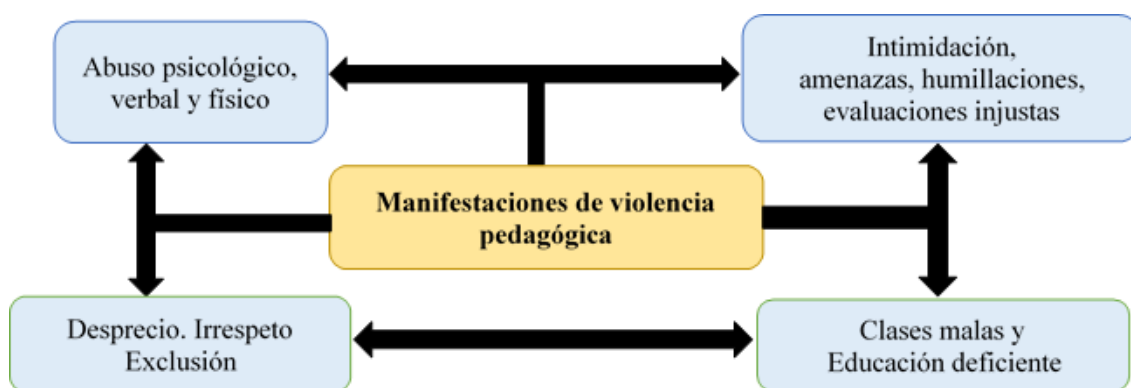 Abuso psicológico,
verbal y físico
Intimidación,
amenazas, humillaciones,
evaluaciones injustas
Manifestaciones de violencia
pedagógica
Desprecio. Irrespeto
Exclusión
Clases malas y
Educación deficiente